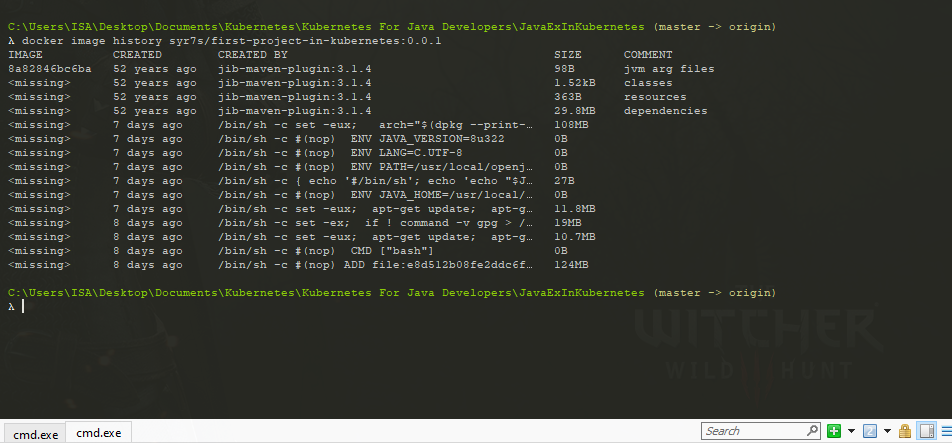 C:\Users\ISA\Desktop\Documents\Kubernetes\Kubernetes For Java Developers\JavaExInKubernetes (master -> origin)
λ docker image history syr7s/first-project-in-kubernetes:0.0.1
IMAGE CREATED CREATED BY SIZE COMMENT
8a82846bc6ba 52 years ago jib-maven-plugin:3.1.4 98B jvm arg files
<missing> 52 years ago jib-maven-plugin:3.1.4 1.52kB classes
<missing> 52 years ago jib-maven-plugin:3.1.4 363B resources
<missing> 52 years ago jib-maven-plugin:3.1.4 29.8MB dependencies
<missing> 7 days ago /bin/sh -c set -eux; arch="$(dpkg --print-… 108MB
<missing> 7 days ago /bin/sh -c #(nop) ENV JAVA_VERSION=8u322 0B
<missing> 7 days ago /bin/sh -c #(nop) ENV LANG=C.UTF-8 0B
<missing> 7 days ago /bin/sh -c #(nop) ENV PATH=/usr/local/openj… 0B
<missing> 7 days ago /bin/sh -c { echo '#/bin/sh'; echo 'echo "$J… 27B
<missing> 7 days ago /bin/sh -c #(nop) ENV JAVA_HOME=/usr/local/… 0B
<missing> 7 days ago /bin/sh -c set -eux; apt-get update; apt-g… 11.8MB
<missing> 8 days ago /bin/sh -c set -ex; if ! command -v gpg > /… 19MB
<missing> 8 days ago /bin/sh -c set -eux; apt-get update; apt-g… 10.7MB
<missing> 8 days ago /bin/sh -c #(nop) CMD ["bash"] 0B
<missing> 8 days ago /bin/sh -c #(nop) ADD file:e8d512b08fe2ddc6f… 124MB
C:\Users\ISA\Desktop\Documents\Kubernetes\Kubernetes For Java Developers\JavaExInKubernetes (master -> origin)
λ
WITCHER
WILD HUNT
cmd.exe cmd.exe Search